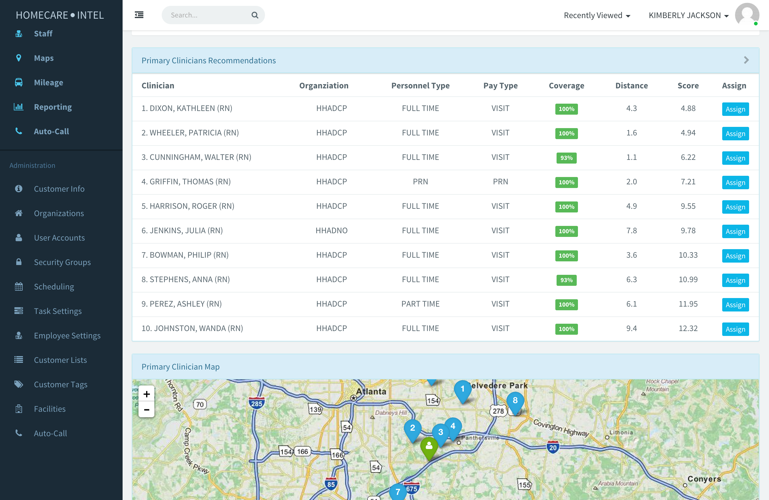 HOMECARE•INTEL
Search...
Recently Viewed
KIMBERLY JACKSON
Staff
Maps
Mileage
Reporting
Auto-Call
Administration
Customer Info
Organizations
User Accounts
Security Groups
Scheduling
Task Settings
Employee Settings
Customer Lists
Customer Tags
Facilities
Auto-Call
Primary Clinicians Recommendations
Clinician Organziation Personnel Type Pay Type Coverage Distance Score Assign
1. DIXON, KATHLEEN (RN) HHADCP FULL TIME VISIT 100% 4.3 4.88 Assign
2. WHEELER, PATRICIA (RN) HHADCP FULL TIME VISIT 100% 1.6 4.94 Assign
3. CUNNINGHAM, WALTER (RN) HHADCP FULL TIME VISIT 93% 1.1 6.22 Assign
4. GRIFFIN, THOMAS (RN) HHADCP PRN PRN 100% 2.0 7.21 Assign
5. HARRISON, ROGER (RN) HHADCP FULL TIME VISIT 100% 4.9 9.55 Assign
6. JENKINS, JULIA (RN) HHADNO FULL TIME VISIT 100% 7.8 9.78 Assign
7. BOWMAN, PHILIP (RN) HHADCP FULL TIME VISIT 100% 3.6 10.33 Assign
8. STEPHENS, ANNA (RN) HHADCP FULL TIME VISIT 93% 6.3 10.99 Assign
9. PEREZ, ASHLEY (RN) HHADCP PART TIME VISIT 100% 6.1 11.95 Assign
10. JOHNSTON, WANDA (RN) HHADCP FULL TIME VISIT 100% 9.4 12.32 Assign
Primary Clinician Map
+
-
Atlanta
Belvedere Park
Rock Chapel Mountain
Dabneys Hill
Panthersville
Covington Highway
Lithonia
Arabia Mountain
Conyers
Camp Creek Pkwy
285
70
139
154
54
278
154
166
166
54
54
20
85
675
155
1
8
2
3
4
7